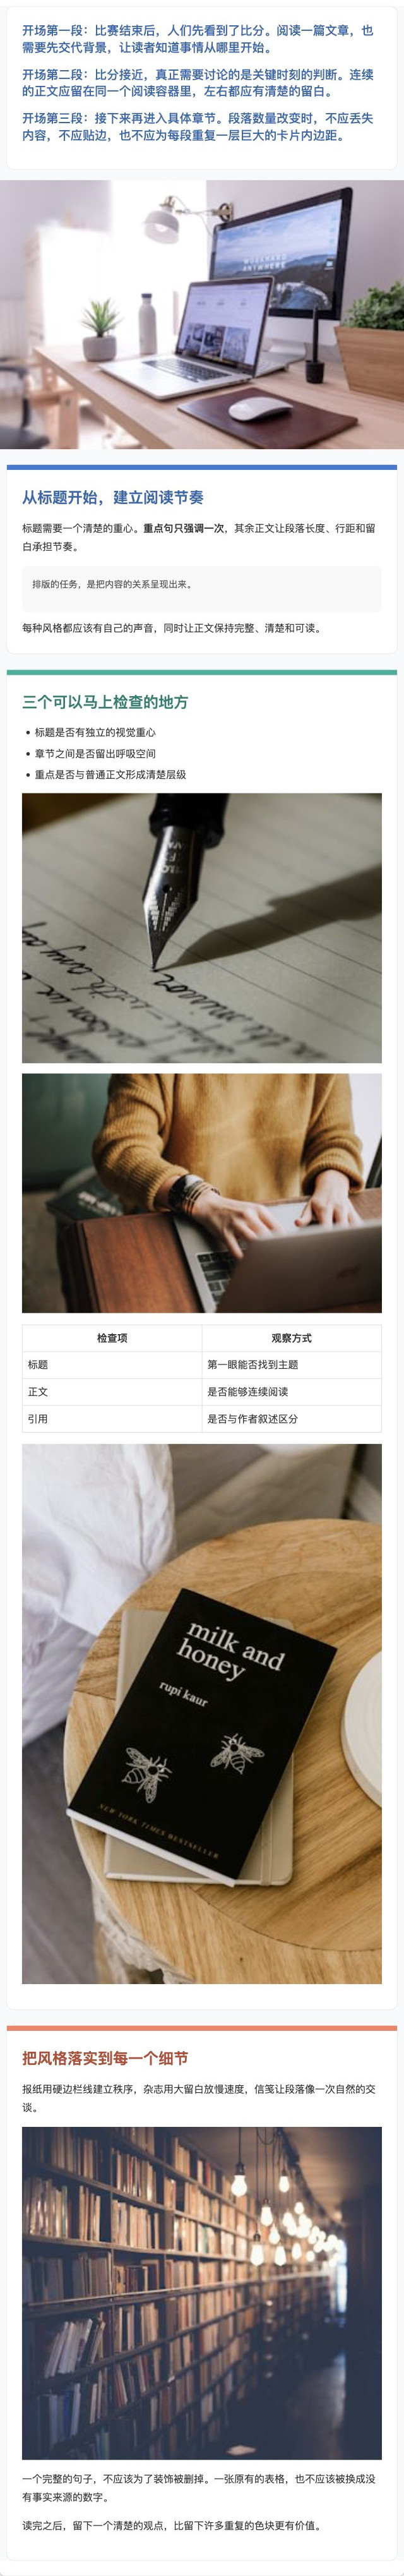 开场第一段：比赛结束后，人们先看到了比分。阅读一篇文章，也
需要先交代背景，让读者知道事情从哪里开始。
开场第二段：比分接近，真正需要讨论的是关键时刻的判断。连续
的正文应留在同一个阅读容器里，左右都应有清楚的留白。
开场第三段：接下来再进入具体章节。段落数量改变时，不应丢失
内容，不应贴边，也不应为每段重复一层巨大的卡片内边距。
从标题开始，建立阅读节奏
标题需要一个清楚的重心。重点句只强调一次，其余正文让段落长度、行距和留
白承担节奏。
排版的任务，是把内容的关系呈现出来。
每种风格都应该有自己的声音，同时让正文保持完整、清楚和可读。
三个可以马上检查的地方
• 标题是否有独立的视觉重心
• 章节之间是否留出呼吸空间
• 重点是否与普通正文形成清楚层级
检查项 观察方式
标题 第一眼能否找到主题
正文 是否能够连续阅读
引用 是否与作者叙述区分
milk and
honey
rupi kaur
NEW YORK TIMES BESTSELLER
把风格落实到每一个细节
报纸用硬边栏线建立秩序，杂志用大留白放慢速度，信笺让段落像一次自然的交
谈。
一个完整的句子，不应该为了装饰被删掉。一张原有的表格，也不应该被换成没
有事实来源的数字。
读完之后，留下一个清楚的观点，比留下许多重复的色块更有价值。